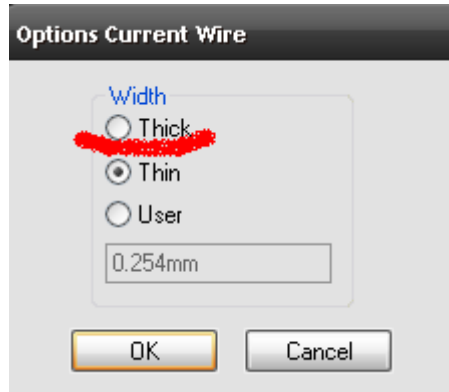 Options Current Wire
Width
Thick
Thin
User
0.254mm
OK
Cancel